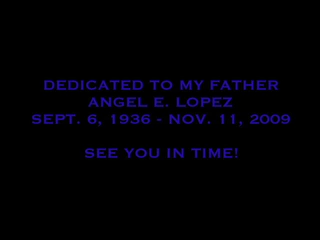 DEDICATED TO MY FATHER
ANGEL E. LOPEZ
SEPT. 6, 1936 - NOV. 11, 2009
SEE YOU IN TIME!